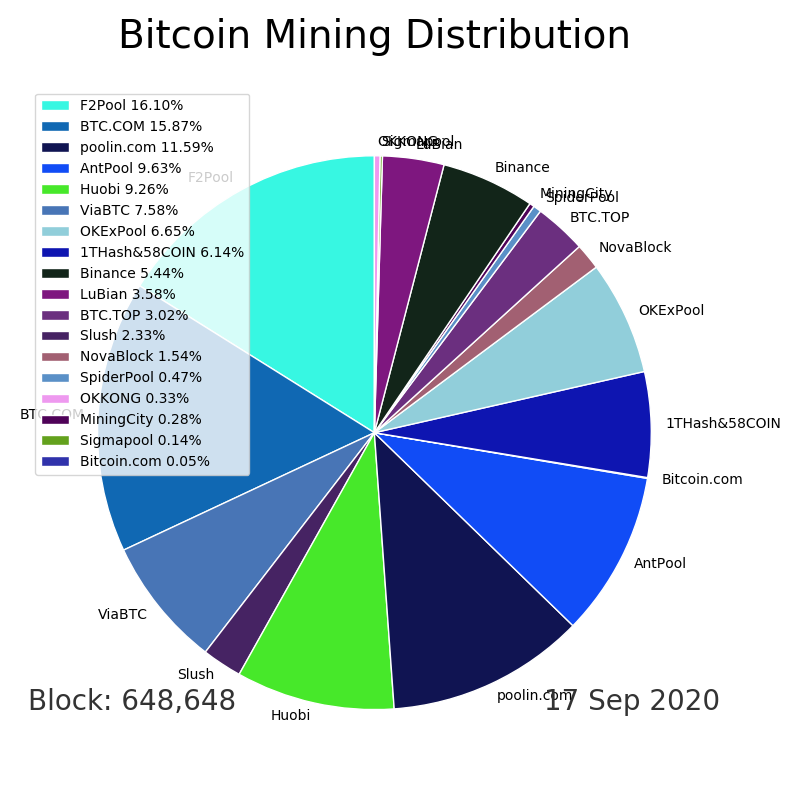 Bitcoin Mining Distribution
F2Pool 16.10%
BTC.COM 15.87%
poolin.com 11.59%
AntPool 9.63%
Huobi 9.26%
ViaBTC 7.58%
OKExPool 6.65%
1THash&58COIN 6.14%
Binance 5.44%
LuBian 3.58%
BTC.TOP 3.02%
Slush 2.33%
NovaBlock 1.54%
SpiderPool 0.47%
OKKONG 0.33%
MiningCity 0.28%
Sigmapool 0.14%
Bitcoin.com 0.05%
OKKONG
Sigmapool
LuBian
Binance
MiningCity
SpiderPool
BTC.TOP
NovaBlock
OKExPool
1THash&58COIN
Bitcoin.com
AntPool
poolin.com
Huobi
Slush
ViaBTC
BTC.COM
F2Pool
Block: 648,648
17 Sep 2020